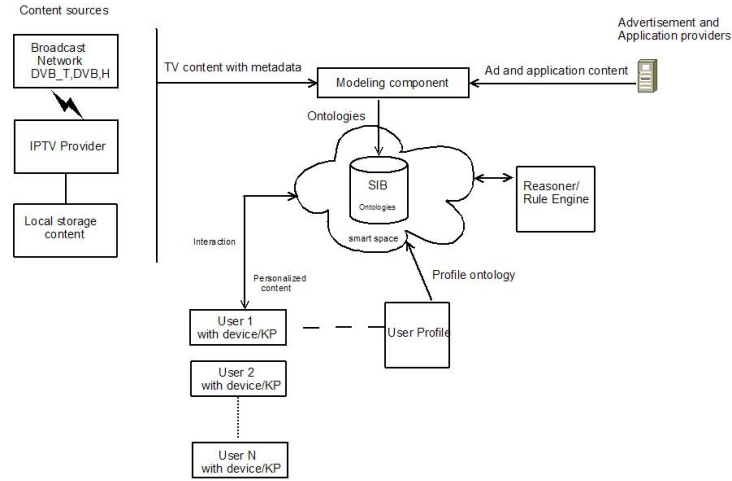 Content sources
Broadcast
Network
DVB_T,DVB,H
IPTV Provider
Local storage
content
TV content with metadata
Modeling component
Ad and application content
Advertisement and
Application providers
Ontologies
SIB
Ontologies
smart space
Reasoner/
Rule Engine
Interaction
Personalized
content
Profile ontology
User 1
with device/KP
User Profile
User 2
with device/KP
User N
with device/KP